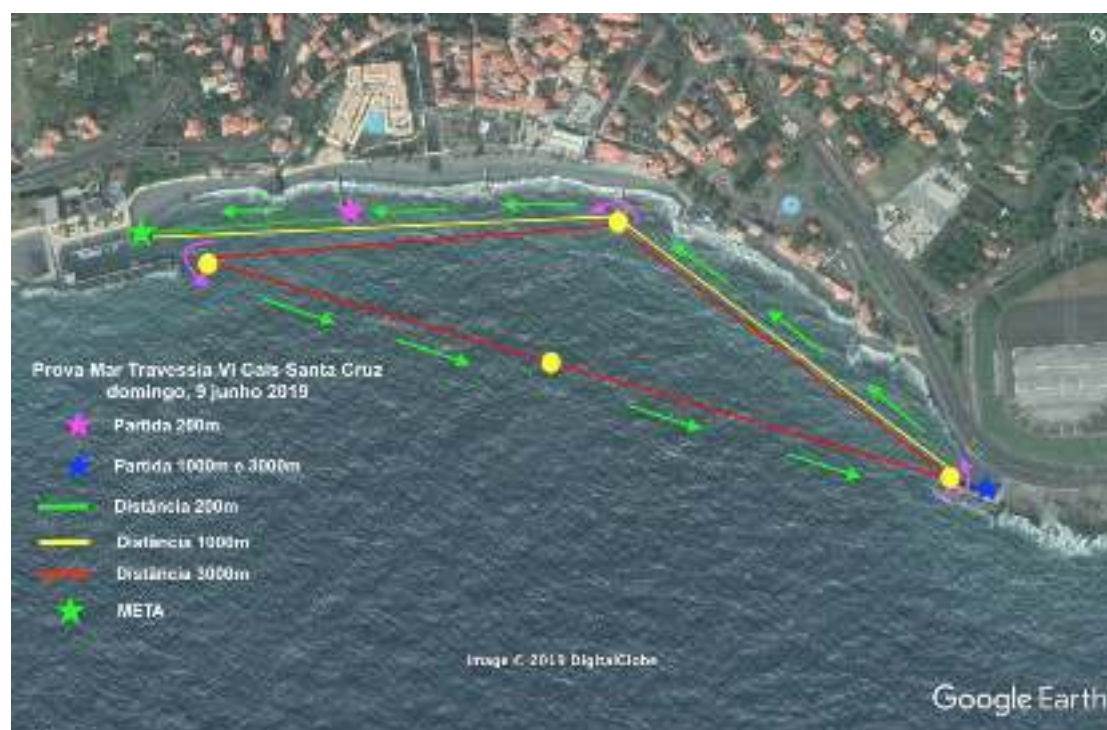 Prova Mar Travessia VI Cais Santa Cruz
domingo, 9 junho 2019
Partida 200m
Partida 1000m e 3000m
Distância 200m
Distância 1000m
Distância 3000m
META
Image © 2019 DigitalGlobe
Google Earth